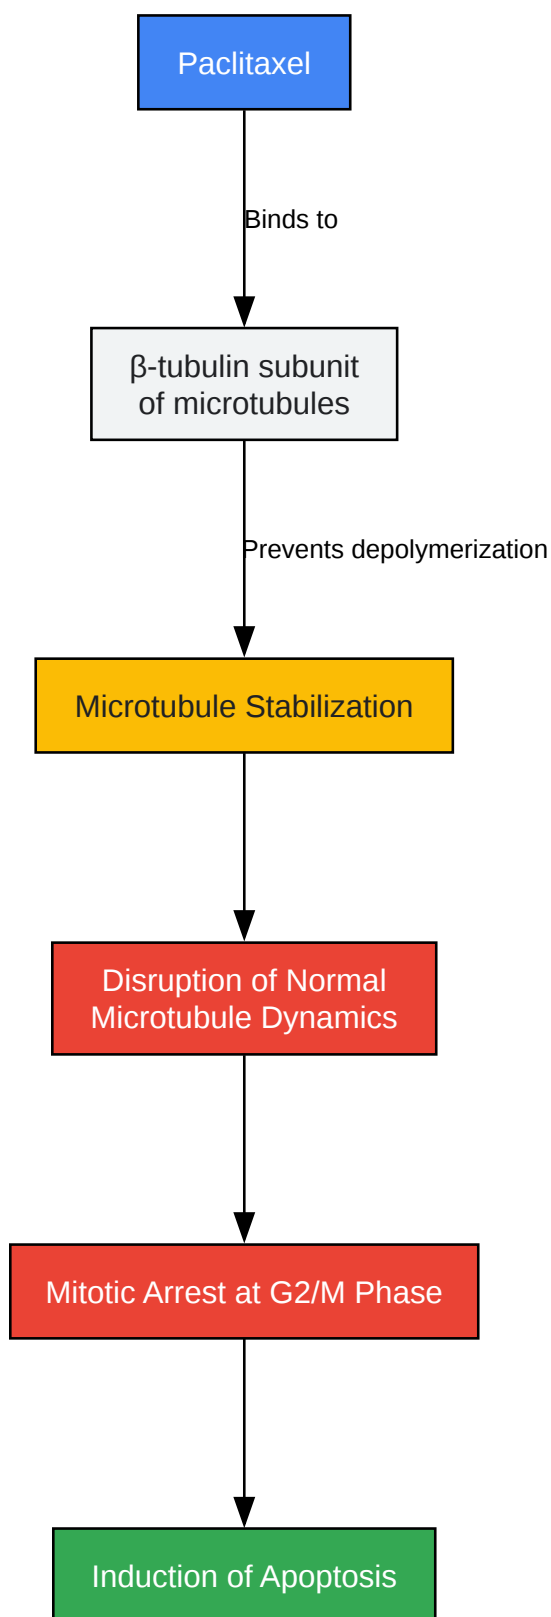 Paclitaxel
Binds to
β-tubulin subunit
of microtubules
Prevents depolymerization
Microtubule Stabilization
Disruption of Normal
Microtubule Dynamics
Mitotic Arrest at G2/M Phase
Induction of Apoptosis